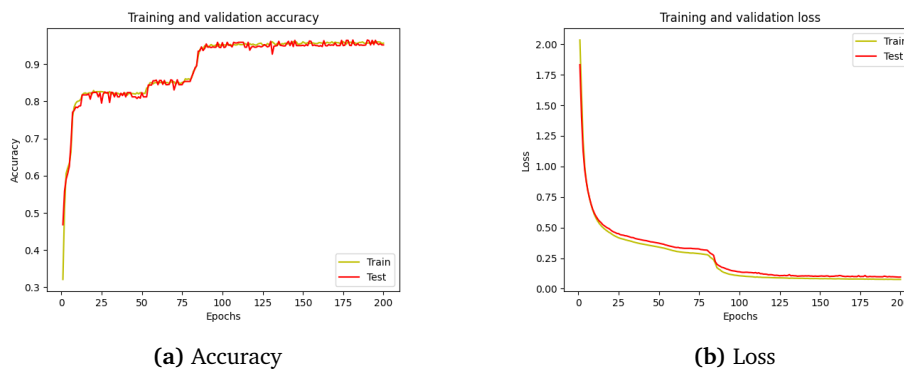 Training and validation accuracy
0.9
0.8
0.7
0.6
0.5
0.4
0.3
Accuracy
Train
Test
0 25 50 75 100 125 150 175 200
Epochs
(a) Accuracy
Training and validation loss
2.00
1.75
1.50
1.25
1.00
0.75
0.50
0.25
0.00
Loss
Train
Test
0 25 50 75 100 125 150 175 200
Epochs
(b) Loss